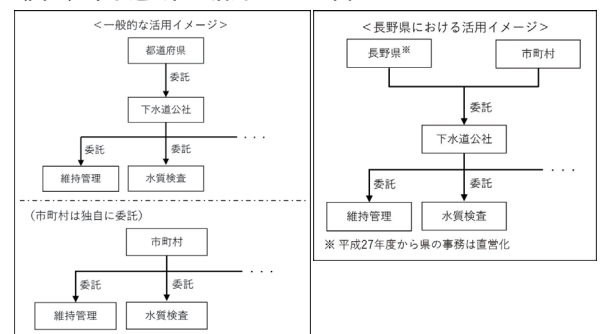 ＜一般的な活用イメージ＞
都道府県
委託
下水道公社
・・・
委託
委託
維持管理
水質検査
（市町村は独自に委託）
市町村
・・・
委託
委託
維持管理
水質検査
＜長野県における活用イメージ＞
長野県※
市町村
委託
下水道公社
・・・
委託
委託
維持管理
水質検査
※ 平成27年度から県の事務は直営化